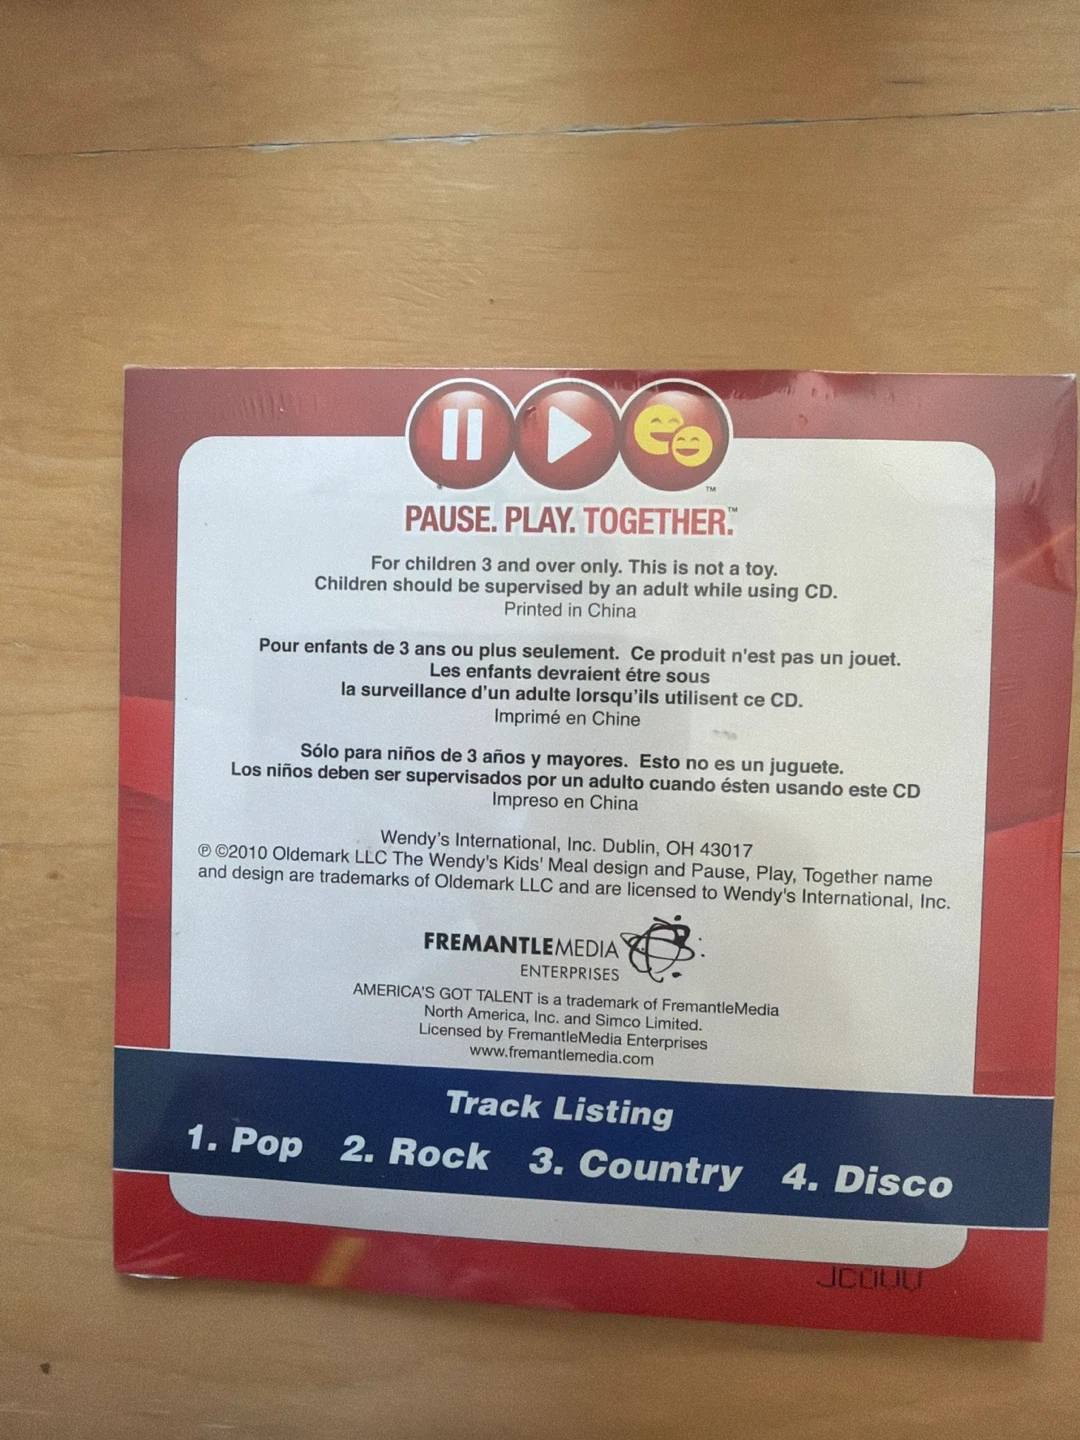 ™
PAUSE. PLAY. TOGETHER.™
For children 3 and over only. This is not a toy.
Children should be supervised by an adult while using CD.
Printed in China
Pour enfants de 3 ans ou plus seulement. Ce produit n'est pas un jouet.
Les enfants devraient étre sous
la surveillance d'un adulte lorsqu'ils utilisent ce CD.
Imprimé en Chine
Sólo para niños de 3 años y mayores. Esto no es un juguete.
Los niños deben ser supervisados por un adulto cuando ésten usando este CD
Impreso en China
Wendy's International, Inc. Dublin, OH 43017
℗ ©2010 Oldemark LLC The Wendy's Kids' Meal design and Pause, Play, Together name
and design are trademarks of Oldemark LLC and are licensed to Wendy's International, Inc.
FREMANTLEMEDIA
ENTERPRISES
AMERICA'S GOT TALENT is a trademark of FremantleMedia
North America, Inc. and Simco Limited.
Licensed by FremantleMedia Enterprises
www.fremantlemedia.com
Track Listing
1. Pop 2. Rock 3. Country 4. Disco